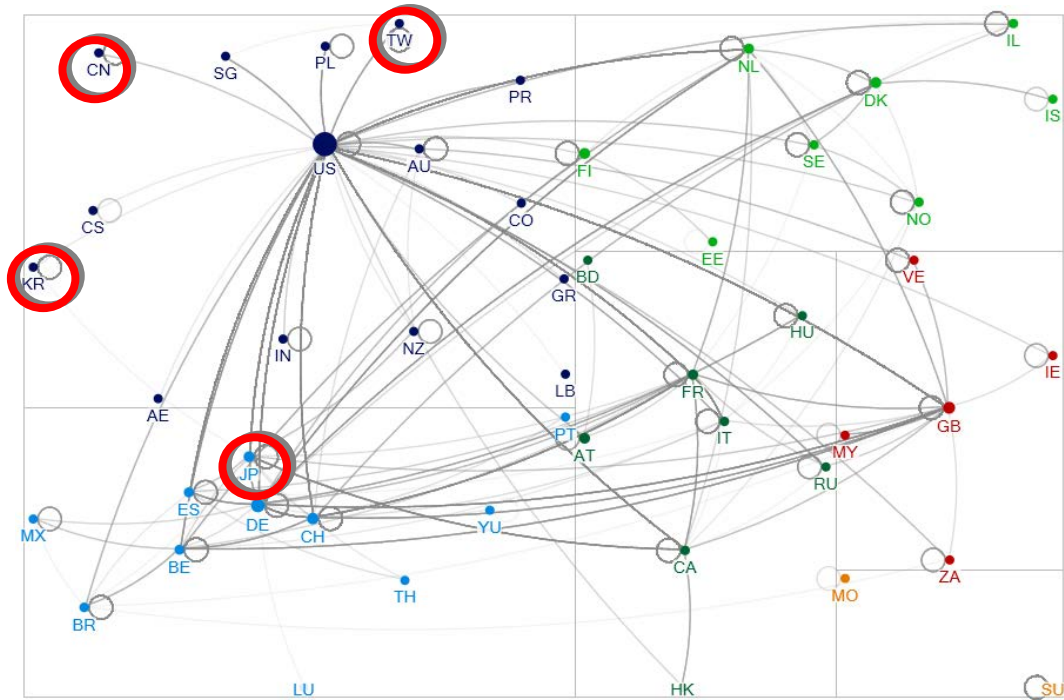 TW
IL
CN
SG
PL
NL
PR
DK
IS
US
AU
FI
SE
CS
CO
NO
KR
EE
BD
VE
GR
HU
IN
NZ
IE
LB
FR
AE
PT
IT
GB
JP
AT
MY
RU
ES
DE
CH
YU
MX
BE
CA
ZA
TH
MO
BR
LU
HK
SU